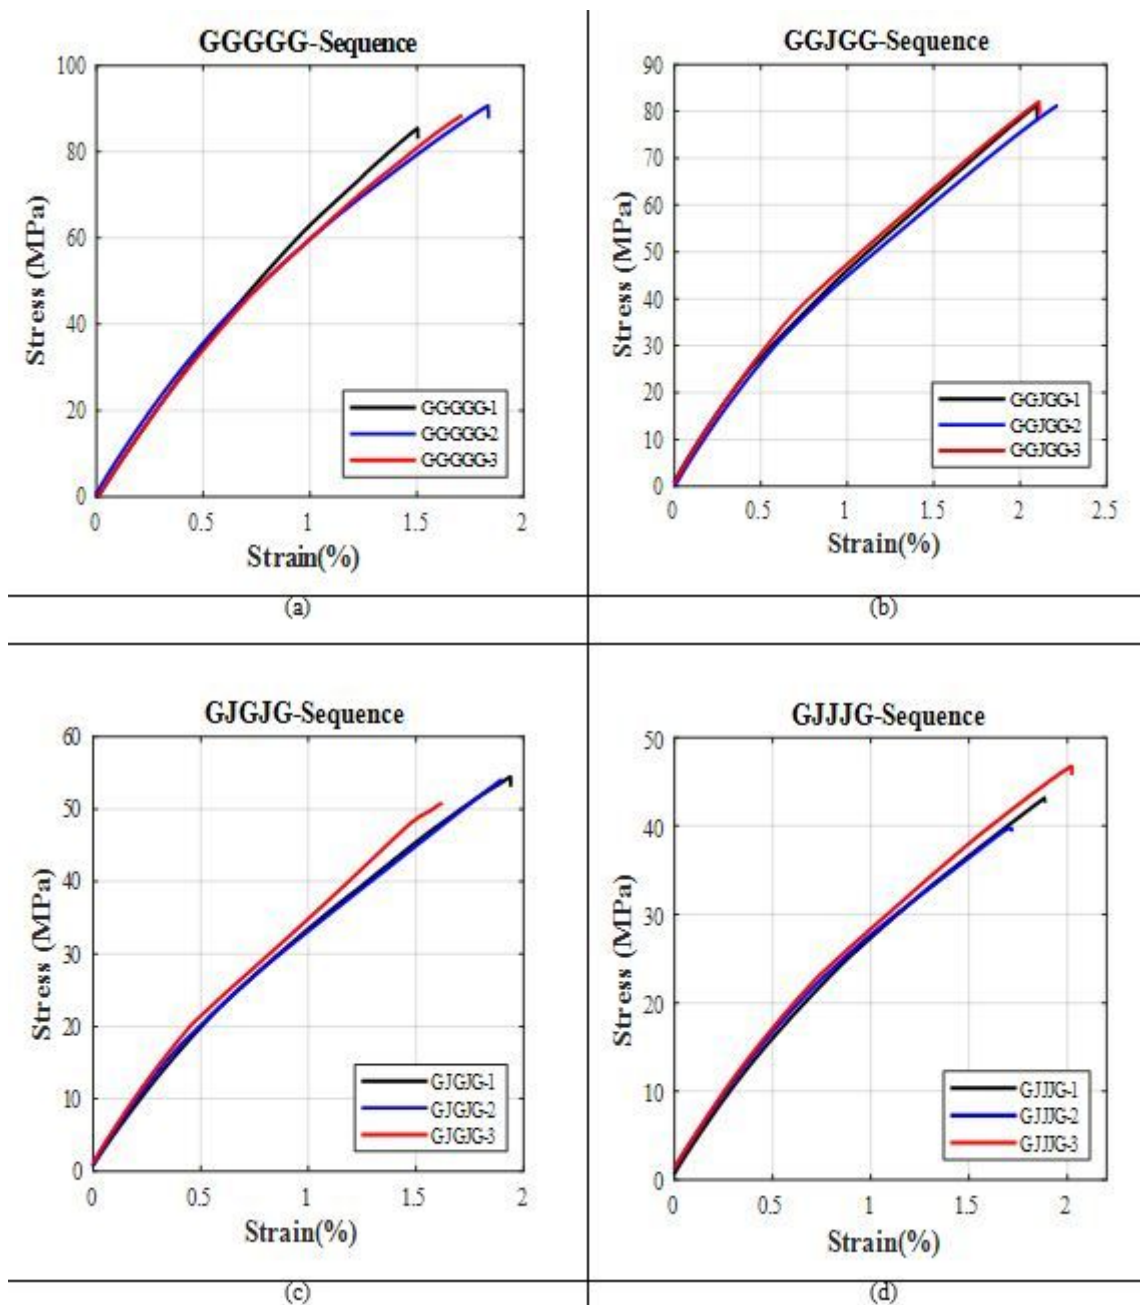 GGGGG-Sequence
100
80
60
40
20
0
Stress (MPa)
GGGGG-1
GGGGG-2
GGGGG-3
0 0.5 1 1.5 2
Strain(%)
(a)
GGJGG-Sequence
90
80
70
60
50
40
30
20
10
0
Stress (MPa)
GGJGG-1
GGJGG-2
GGJGG-3
0 0.5 1 1.5 2 2.5
Strain(%)
(b)
GJGJG-Sequence
60
50
40
30
20
10
0
Stress (MPa)
GJGJG-1
GJGJG-2
GJGJG-3
0 0.5 1 1.5 2
Strain(%)
(c)
GJJJG-Sequence
50
40
30
20
10
0
Stress (MPa)
GJJJG-1
GJJJG-2
GJJJG-3
0 0.5 1 1.5 2
Strain(%)
(d)